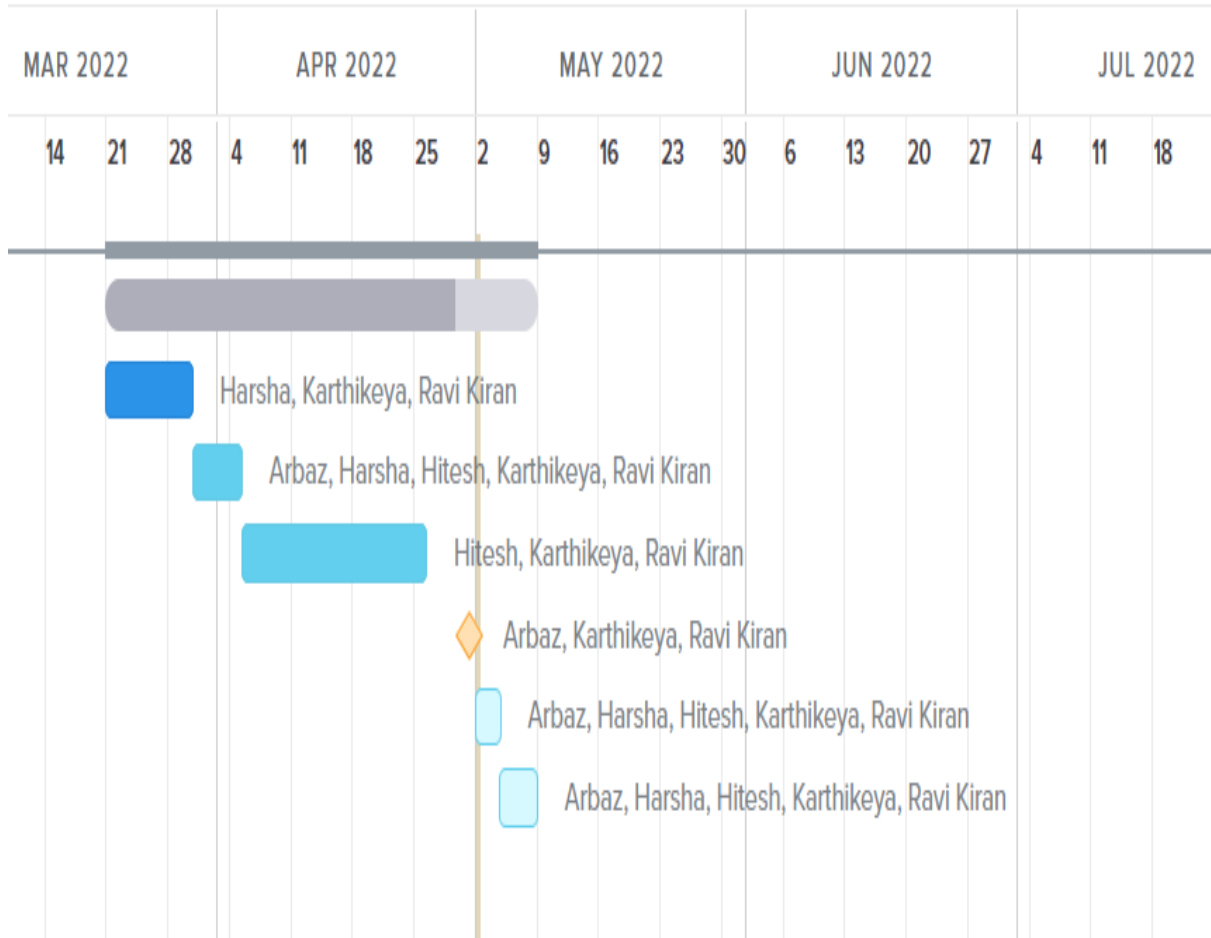 MAR 2022 APR 2022 MAY 2022 JUN 2022 JUL 2022
14 21 28 4 11 18 25 2 9 16 23 30 6 13 20 27 4 11 18
Harsha, Karthikeya, Ravi Kiran
Arbaz, Harsha, Hitesh, Karthikeya, Ravi Kiran
Hitesh, Karthikeya, Ravi Kiran
Arbaz, Karthikeya, Ravi Kiran
Arbaz, Harsha, Hitesh, Karthikeya, Ravi Kiran
Arbaz, Harsha, Hitesh, Karthikeya, Ravi Kiran